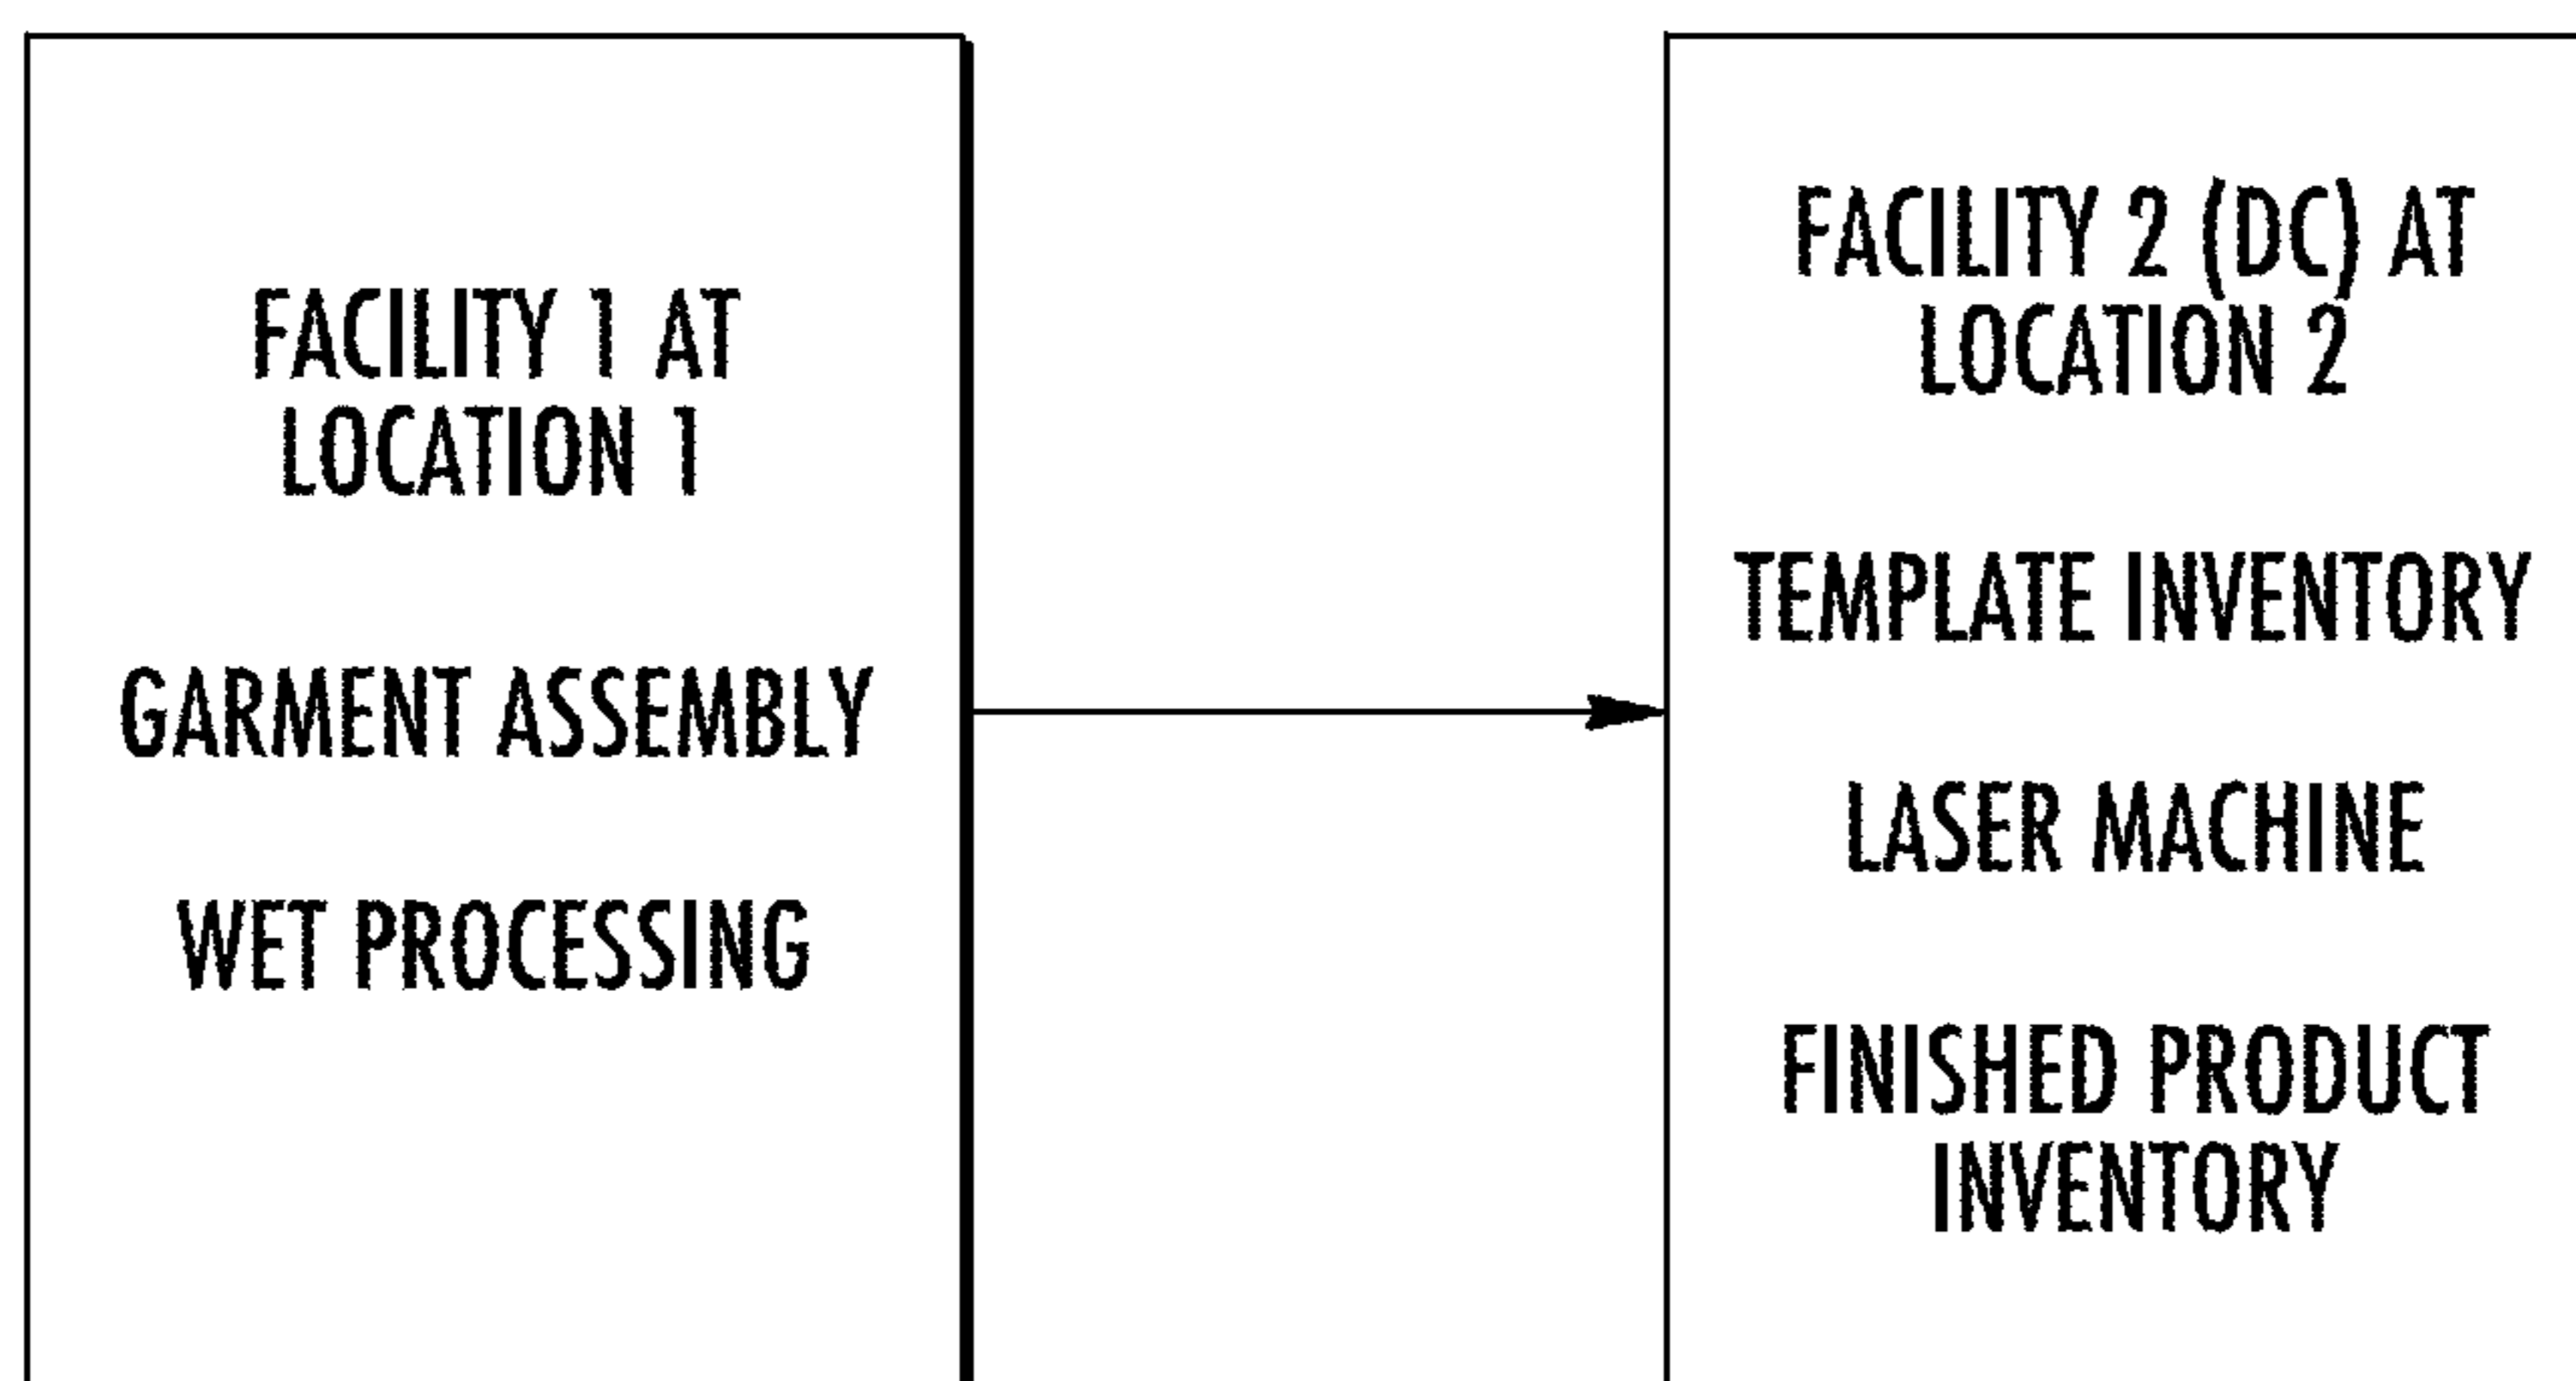 FACILITY 1 AT
LOCATION 1
GARMENT ASSEMBLY
WET PROCESSING
FACILITY 2 (DC) AT
LOCATION 2
TEMPLATE INVENTORY
LASER MACHINE
FINISHED PRODUCT
INVENTORY